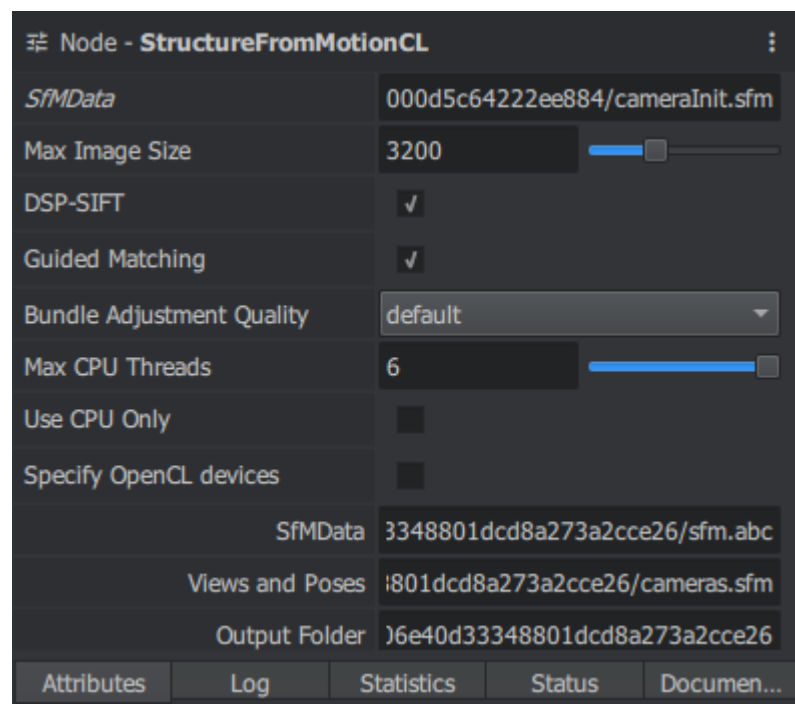 Node - StructureFromMotionCL
SfMData 000d5c64222ee884/cameraInit.sfm
Max Image Size 3200
DSP-SIFT
Guided Matching
Bundle Adjustment Quality default
Max CPU Threads 6
Use CPU Only
Specify OpenCL devices
SfMData 3348801dcd8a273a2cce26/sfm.abc
Views and Poses 8801dcd8a273a2cce26/cameras.sfm
Output Folder 06e40d33348801dcd8a273a2cce26
Attributes Log Statistics Status Documen...